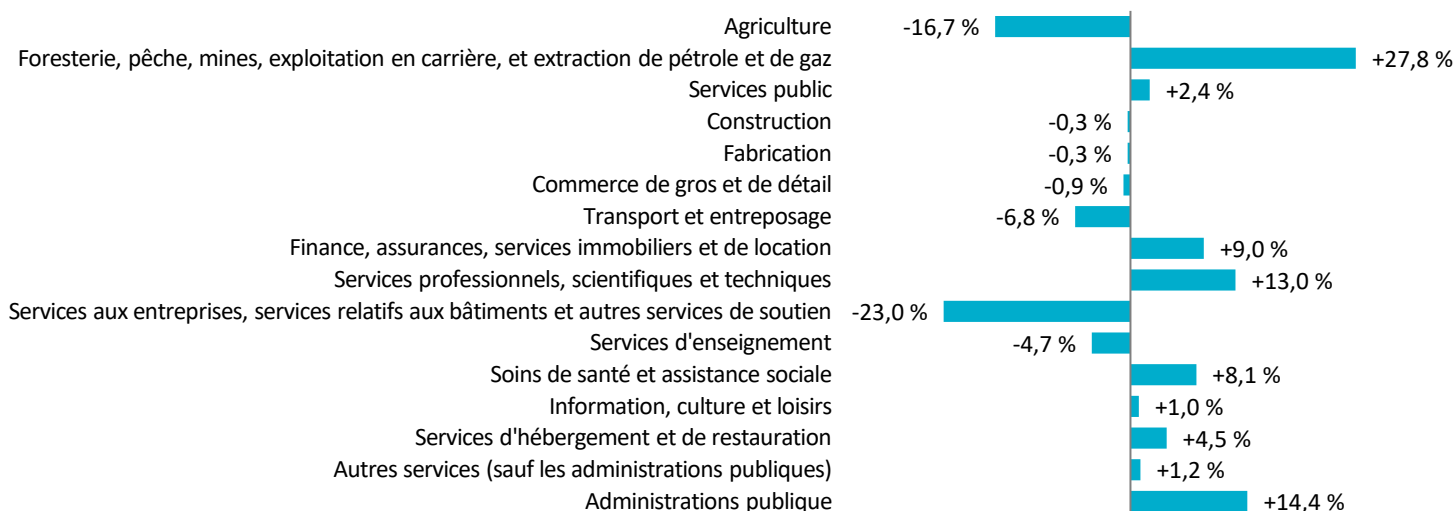 Agriculture -16,7 %
Foresterie, pêche, mines, exploitation en carrière, et extraction de pétrole et de gaz +27,8 %
Services public +2,4 %
Construction -0,3 %
Fabrication -0,3 %
Commerce de gros et de détail -0,9 %
Transport et entreposage -6,8 %
Finance, assurances, services immobiliers et de location +9,0 %
Services professionnels, scientifiques et techniques +13,0 %
Services aux entreprises, services relatifs aux bâtiments et autres services de soutien -23,0 %
Services d'enseignement -4,7 %
Soins de santé et assistance sociale +8,1 %
Information, culture et loisirs +1,0 %
Services d'hébergement et de restauration +4,5 %
Autres services (sauf les administrations publiques) +1,2 %
Administrations publique +14,4 %